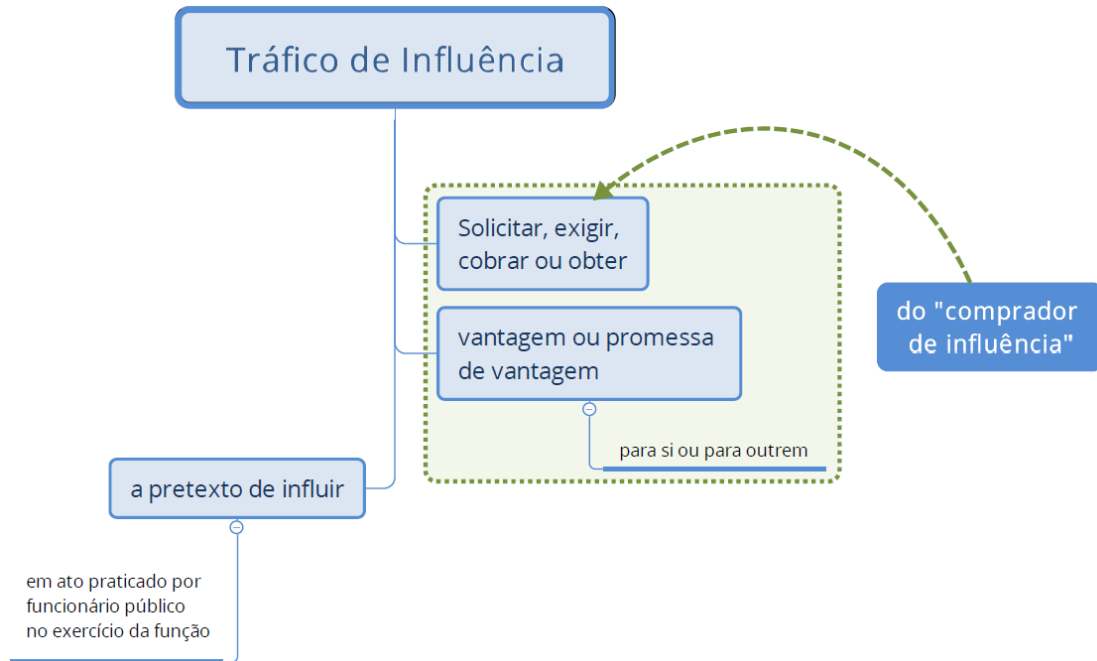 Tráfico de Influência
Solicitar, exigir,
cobrar ou obter
do "comprador
de influência"
vantagem ou promessa
de vantagem
para si ou para outrem
a pretexto de influir
em ato praticado por
funcionário público
no exercício da função